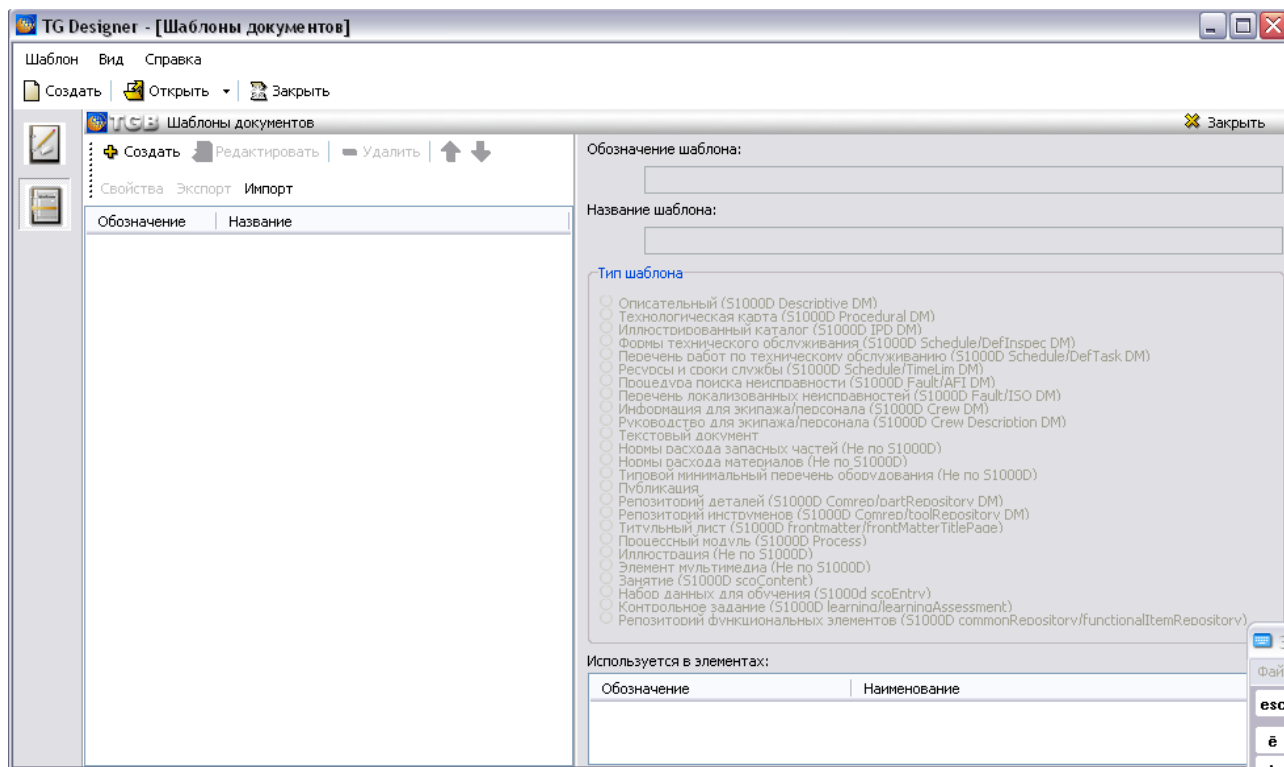 TG Designer - [Шаблоны документов]
Шаблон Вид Справка
Создать Открыть Закрыть
TGB Шаблоны документов Закрыть
Создать Редактировать Удалить
Свойства Экспорт Импорт
Обозначение Название
Обозначение шаблона:
Название шаблона:
Тип шаблона
Описательный (S1000D Descriptive DM)
Технологическая карта (S1000D Procedural DM)
Иллюстрированный каталог (S1000D IPD DM)
Формы технического обслуживания (S1000D Schedule/DefInspec DM)
Перечень работ по техническому обслуживанию (S1000D Schedule/DefTask DM)
Ресурсы и сроки службы (S1000D Schedule/TimeLim DM)
Процедура поиска неисправности (S1000D Fault/AFI DM)
Перечень локализованных неисправностей (S1000D Fault/ISO DM)
Информация для экипажа/персонала (S1000D Crew DM)
Руководство для экипажа/персонала (S1000D Crew Description DM)
Текстовый документ
Нормы расхода запасных частей (Не по S1000D)
Нормы расхода материалов (Не по S1000D)
Типовой минимальный перечень оборудования (Не по S1000D)
Публикация
Репозиторий деталей (S1000D Comrep/partRepository DM)
Репозиторий инструменов (S1000D Comrep/toolRepository DM)
Титульный лист (S1000D frontmatter/frontMatterTitlePage)
Процессный модуль (S1000D Process)
Иллюстрация (Не по S1000D)
Элемент мультимедиа (Не по S1000D)
Занятие (S1000D scoContent)
Набор данных для обучения (S1000d scoEntry)
Контрольное задание (S1000D learning/learningAssessment)
Репозиторий функциональных элементов (S1000D commonRepository/functionalItemRepository)
Используется в элементах:
Обозначение Наименование
Фай
esc
ё